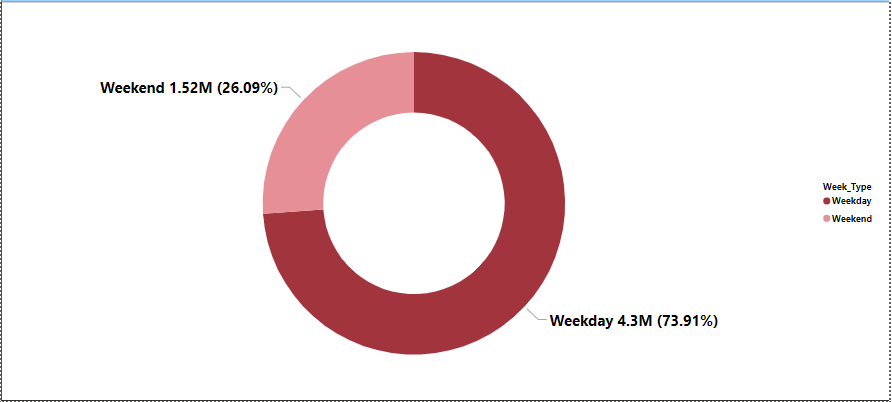 Weekend 1.52M (26.09%)
Week_Type
Weekday
Weekend
Weekday 4.3M (73.91%)